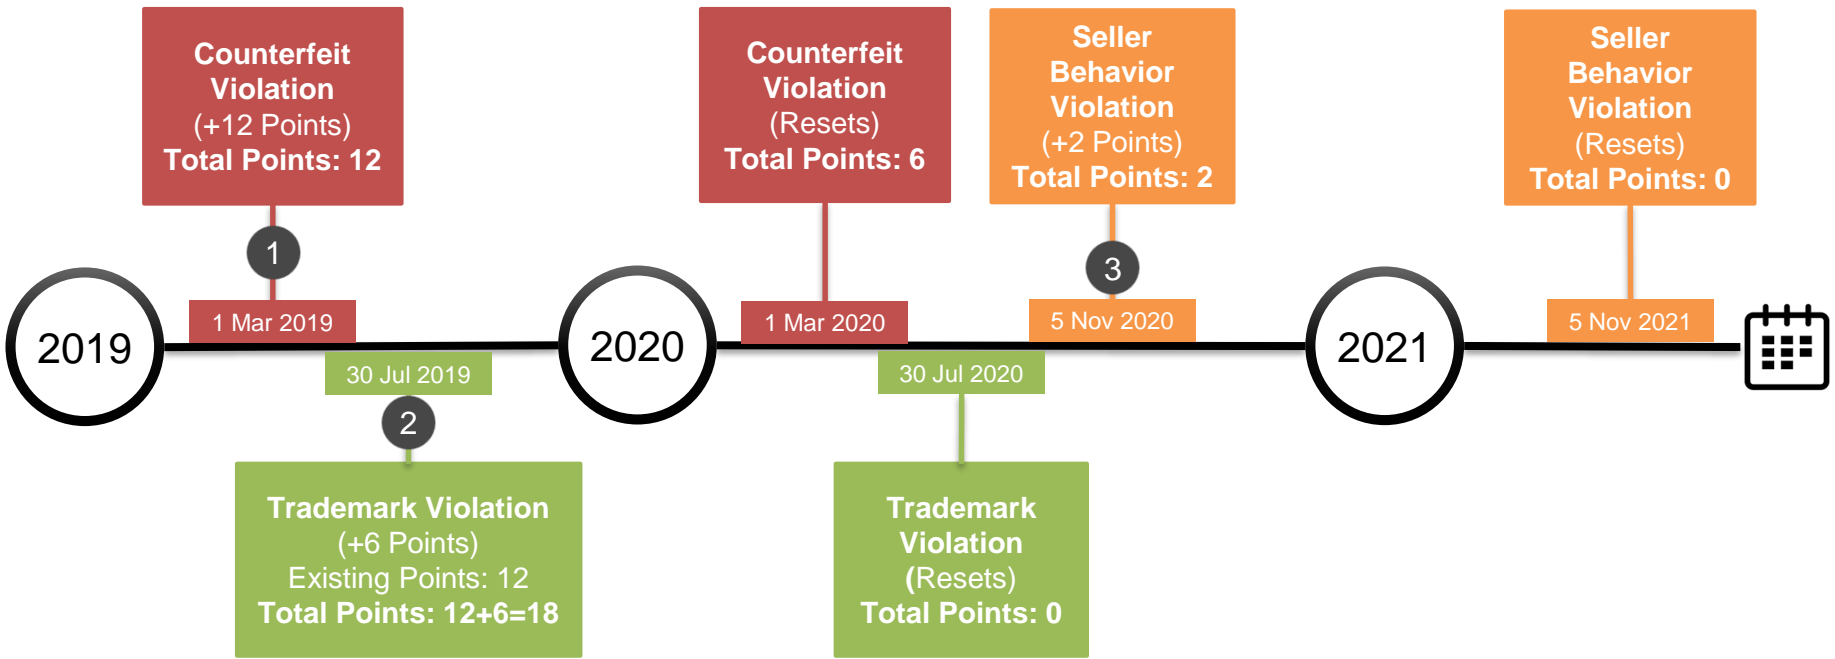 Counterfeit
Violation
(+12 Points)
Total Points: 12
Counterfeit
Violation
(Resets)
Total Points: 6
Seller
Behavior
Violation
(+2 Points)
Total Points: 2
Seller
Behavior
Violation
(Resets)
Total Points: 0
1
3
2019
1 Mar 2019
2020
1 Mar 2020
5 Nov 2020
2021
5 Nov 2021
30 Jul 2019
30 Jul 2020
2
Trademark Violation
(+6 Points)
Existing Points: 12
Total Points: 12+6=18
Trademark
Violation
(Resets)
Total Points: 0